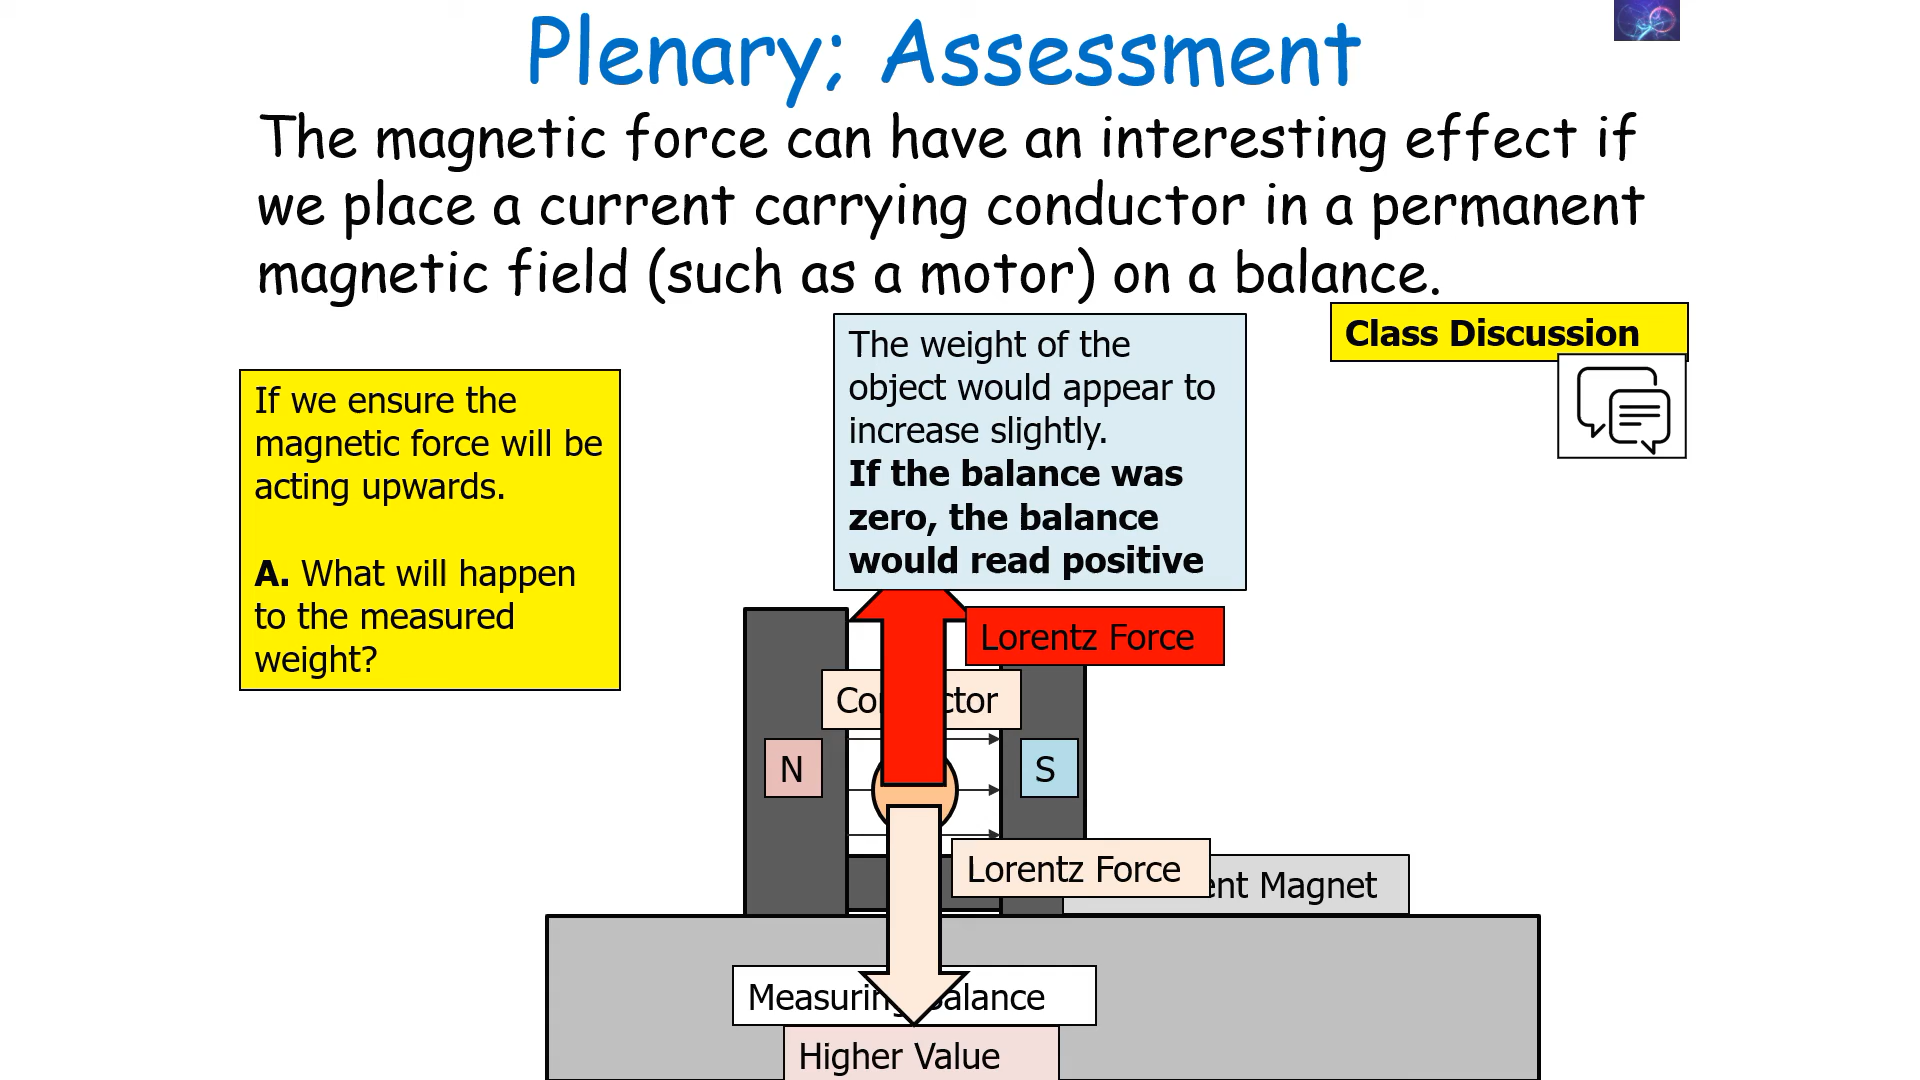 Plenary; Assessment
The magnetic force can have an interesting effect if
we place a current carrying conductor in a permanent
magnetic field (such as a motor) on a balance.
Class Discussion
If we ensure the
magnetic force will be
acting upwards.
A. What will happen
to the measured
weight?
The weight of the
object would appear to
increase slightly.
If the balance was
zero, the balance
would read positive
Lorentz Force
N
S
Lorentz Force
Magnet
Measuring Balance
Higher Value